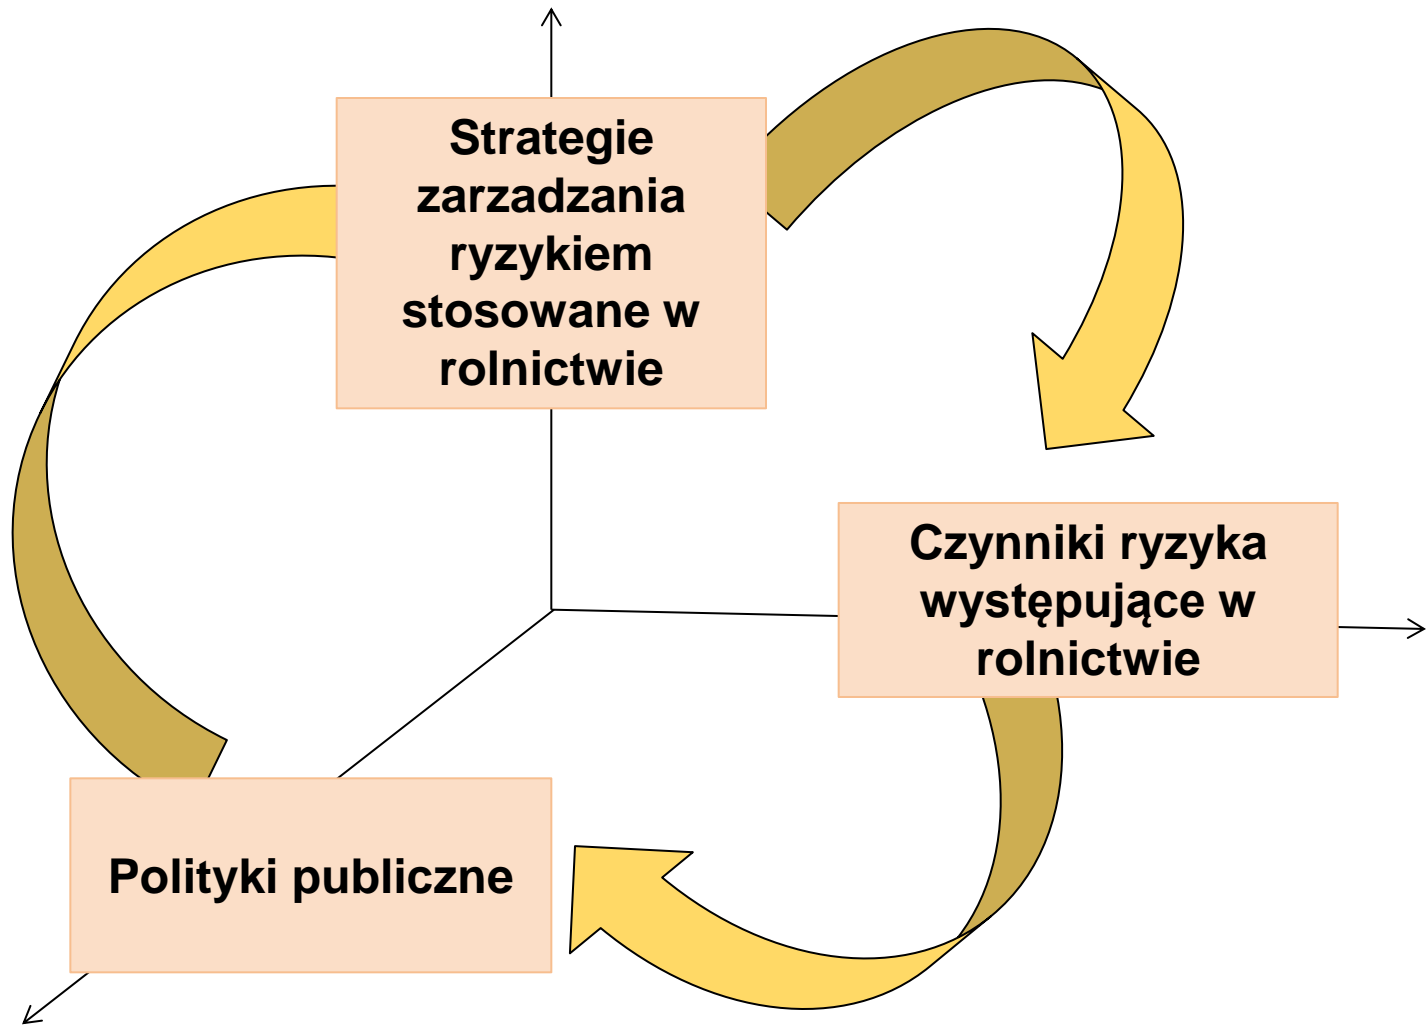 Strategie
zarzadzania
ryzykiem
stosowane w
rolnictwie
Czynniki ryzyka
występujące w
rolnictwie
Polityki publiczne